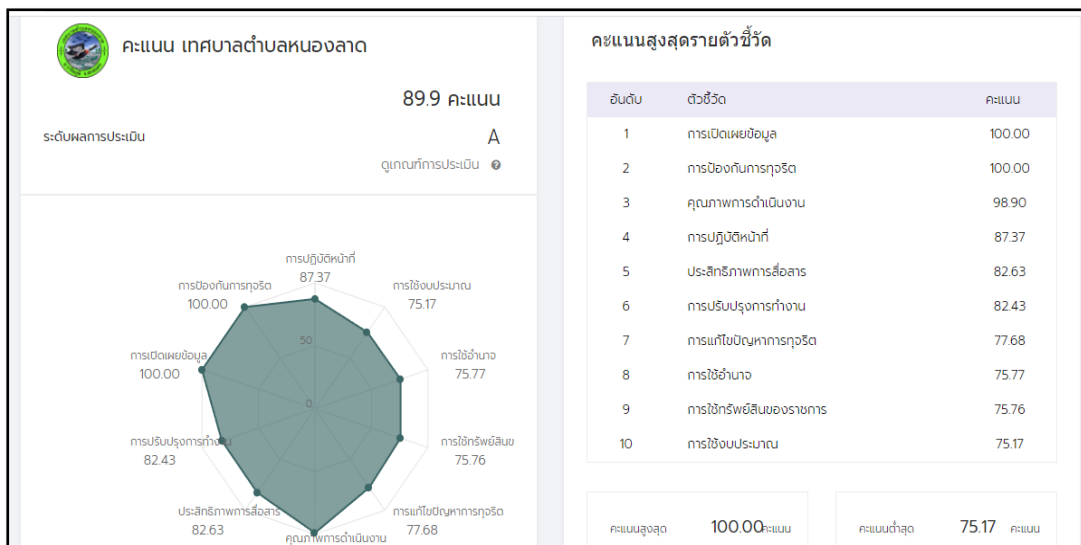 คะแนน เทศบาลตำบลหนองลาด
89.9 คะแนน
ระดับผลการประเมิน A
ดูเกณฑ์การประเมิน
การปฏิบัติหน้าที่
87.37
การป้องกันการทุจริต
100.00
การใช้งบประมาณ
75.17
50
การเปิดเผยข้อมูล
100.00
การใช้อำนาจ
75.77
0
การปรับปรุงการทำงาน
82.43
การใช้ทรัพย์สินข
75.76
ประสิทธิภาพการสื่อสาร
82.63
การแก้ไขปัญหาการทุจริต
77.68
คุณภาพการดำเนินงาน
คะแนนสูงสุดรายตัวชี้วัด
อันดับ ตัวชี้วัด คะแนน
1 การเปิดเผยข้อมูล 100.00
2 การป้องกันการทุจริต 100.00
3 คุณภาพการดำเนินงาน 98.90
4 การปฏิบัติหน้าที่ 87.37
5 ประสิทธิภาพการสื่อสาร 82.63
6 การปรับปรุงการทำงาน 82.43
7 การแก้ไขปัญหาการทุจริต 77.68
8 การใช้อำนาจ 75.77
9 การใช้ทรัพย์สินของราชการ 75.76
10 การใช้งบประมาณ 75.17
คะแนนสูงสุด 100.00 คะแนน
คะแนนต่ำสุด 75.17 คะแนน